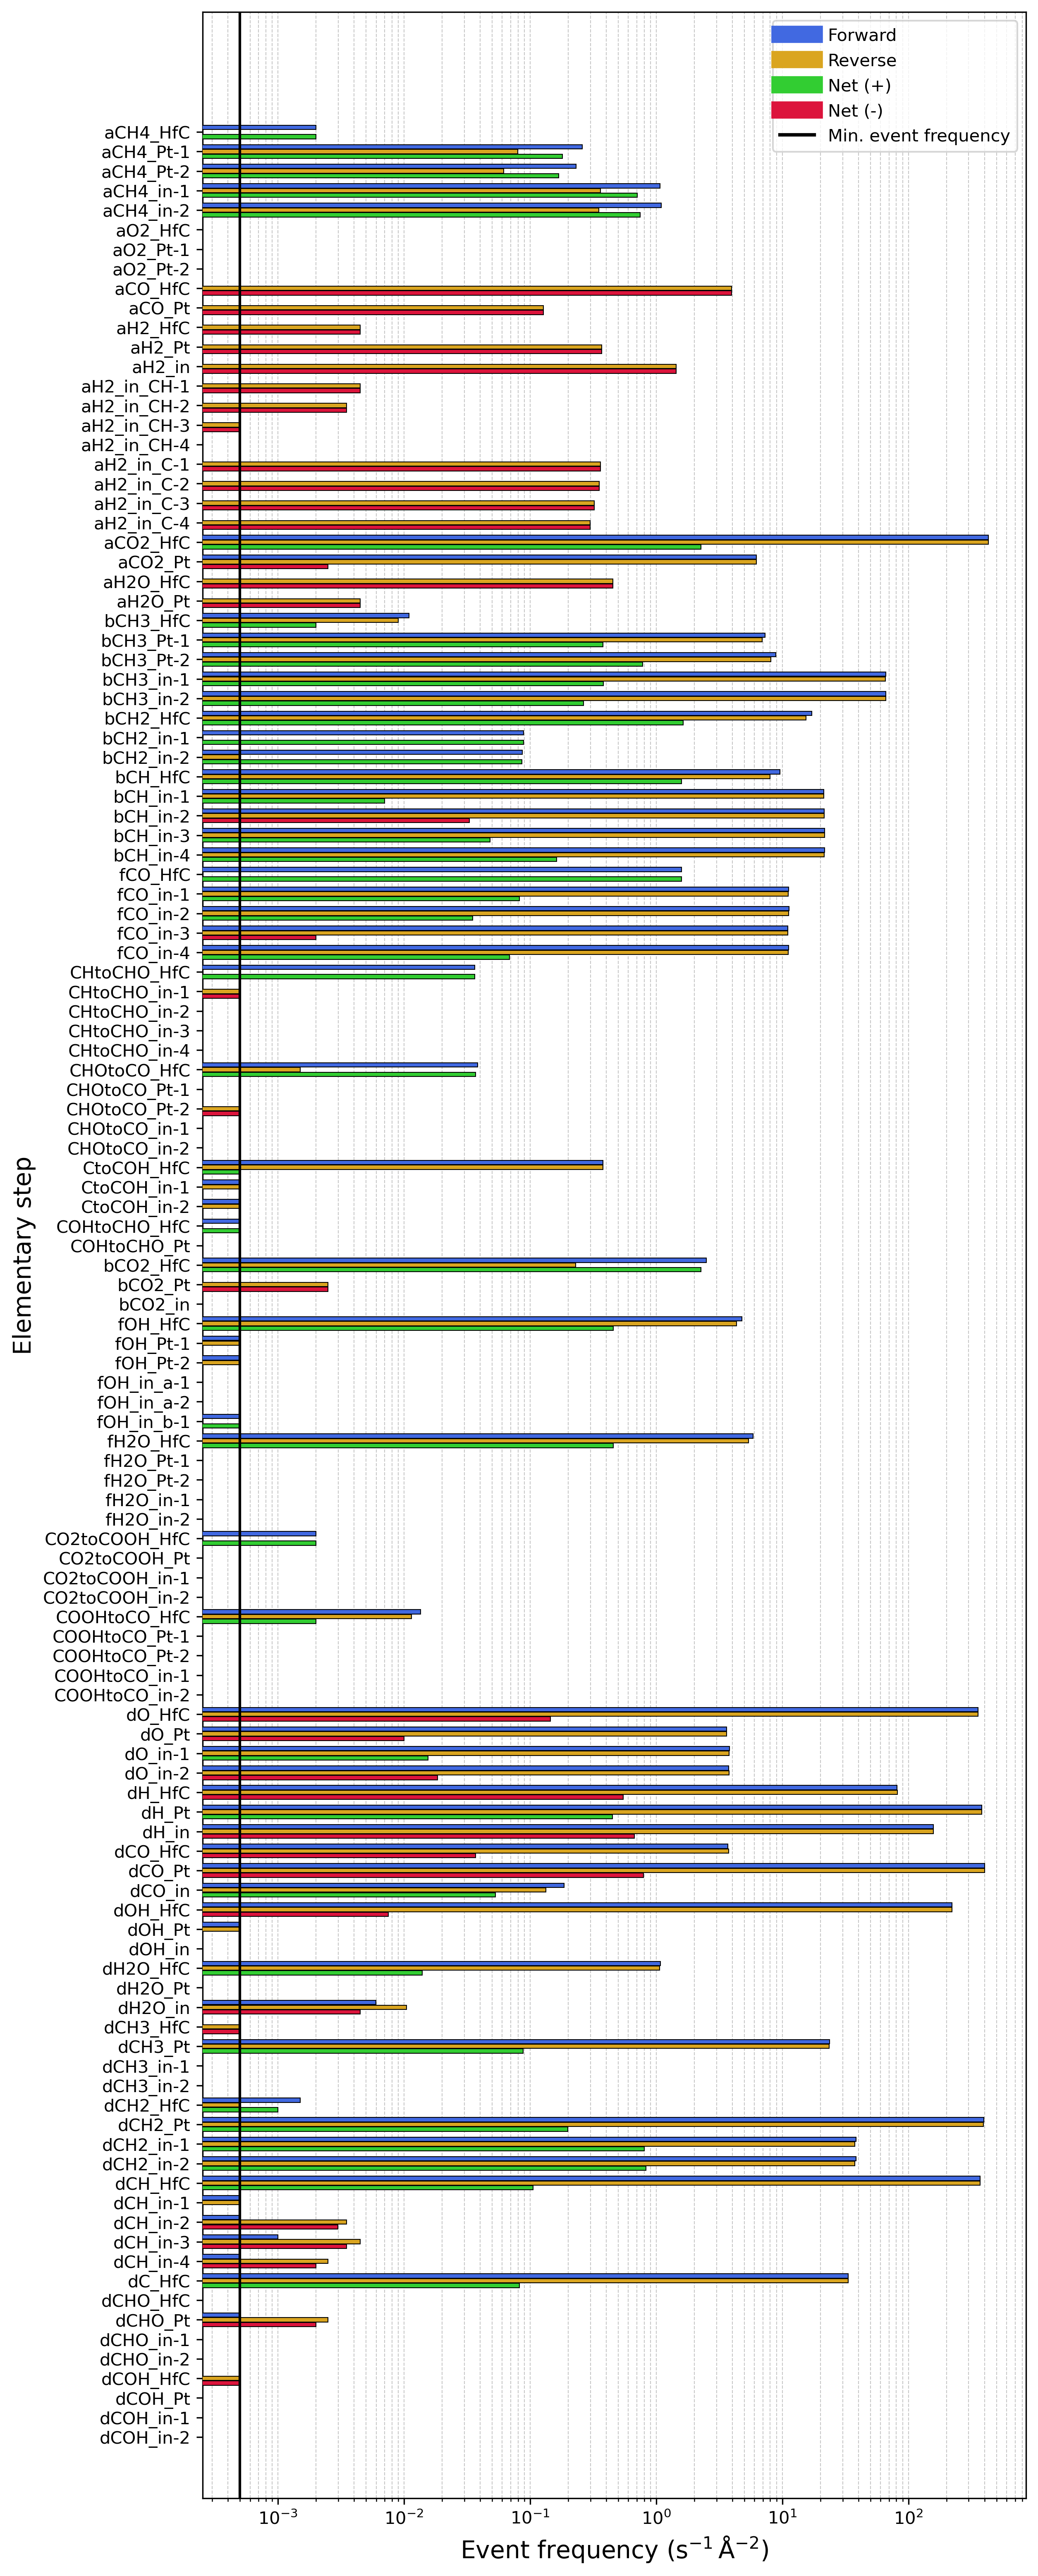 Forward
Reverse
Net (+)
Net (-)
Min. event frequency
aCH4_HfC
aCH4_Pt-1
aCH4_Pt-2
aCH4_in-1
aCH4_in-2
aO2_HfC
aO2_Pt-1
aO2_Pt-2
aCO_HfC
aCO_Pt
aH2_HfC
aH2_Pt
aH2_in
aH2_in_CH-1
aH2_in_CH-2
aH2_in_CH-3
aH2_in_CH-4
aH2_in_C-1
aH2_in_C-2
aH2_in_C-3
aH2_in_C-4
aCO2_HfC
aCO2_Pt
aH2O_HfC
aH2O_Pt
bCH3_HfC
bCH3_Pt-1
bCH3_Pt-2
bCH3_in-1
bCH3_in-2
bCH2_HfC
bCH2_in-1
bCH2_in-2
bCH_HfC
bCH_in-1
bCH_in-2
bCH_in-3
bCH_in-4
fCO_HfC
fCO_in-1
fCO_in-2
fCO_in-3
fCO_in-4
CHtoCHO_HfC
CHtoCHO_in-1
CHtoCHO_in-2
CHtoCHO_in-3
CHtoCHO_in-4
CHOtoCO_HfC
CHOtoCO_Pt-1
CHOtoCO_Pt-2
CHOtoCO_in-1
CHOtoCO_in-2
CtoCOH_HfC
CtoCOH_in-1
CtoCOH_in-2
COHtoCHO_HfC
COHtoCHO_Pt
bCO2_HfC
bCO2_Pt
bCO2_in
fOH_HfC
fOH_Pt-1
fOH_Pt-2
fOH_in_a-1
fOH_in_a-2
fOH_in_b-1
fH2O_HfC
fH2O_Pt-1
fH2O_Pt-2
fH2O_in-1
fH2O_in-2
CO2toCOOH_HfC
CO2toCOOH_Pt
CO2toCOOH_in-1
CO2toCOOH_in-2
COOHtoCO_HfC
COOHtoCO_Pt-1
COOHtoCO_Pt-2
COOHtoCO_in-1
COOHtoCO_in-2
dO_HfC
dO_Pt
dO_in-1
dO_in-2
dH_HfC
dH_Pt
dH_in
dCO_HfC
dCO_Pt
dCO_in
dOH_HfC
dOH_Pt
dOH_in
dH2O_HfC
dH2O_Pt
dH2O_in
dCH3_HfC
dCH3_Pt
dCH3_in-1
dCH3_in-2
dCH2_HfC
dCH2_Pt
dCH2_in-1
dCH2_in-2
dCH_HfC
dCH_in-1
dCH_in-2
dCH_in-3
dCH_in-4
dC_HfC
dCHO_HfC
dCHO_Pt
dCHO_in-1
dCHO_in-2
dCOH_HfC
dCOH_Pt
dCOH_in-1
dCOH_in-2
Elementary step
10⁻³ 10⁻² 10⁻¹ 10⁰ 10¹ 10²
Event frequency (s⁻¹ Å⁻²)